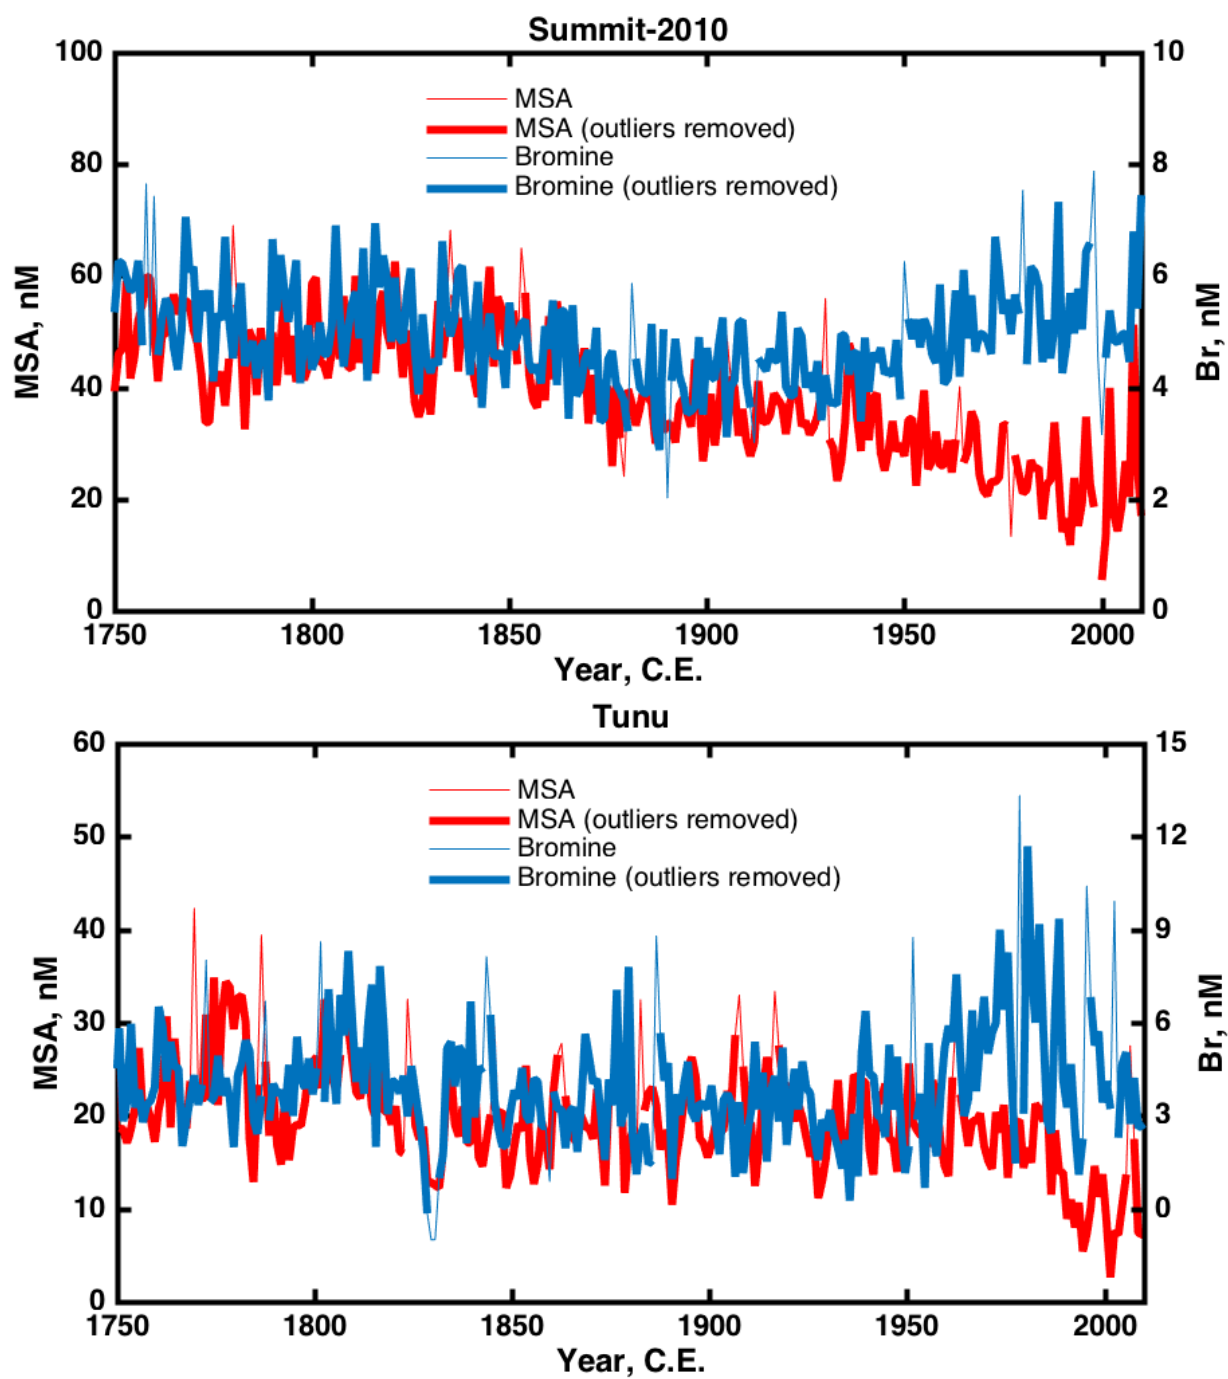 Summit-2010
100
10
MSA
MSA (outliers removed)
Bromine
Bromine (outliers removed)
80
8
60
6
MSA, nM
Br, nM
40
4
20
2
0
0
1750
1800
1850
1900
1950
2000
Year, C.E.
Tunu
60
15
MSA
MSA (outliers removed)
Bromine
Bromine (outliers removed)
50
12
40
9
MSA, nM
Br, nM
30
6
20
3
10
0
0
1750
1800
1850
1900
1950
2000
Year, C.E.